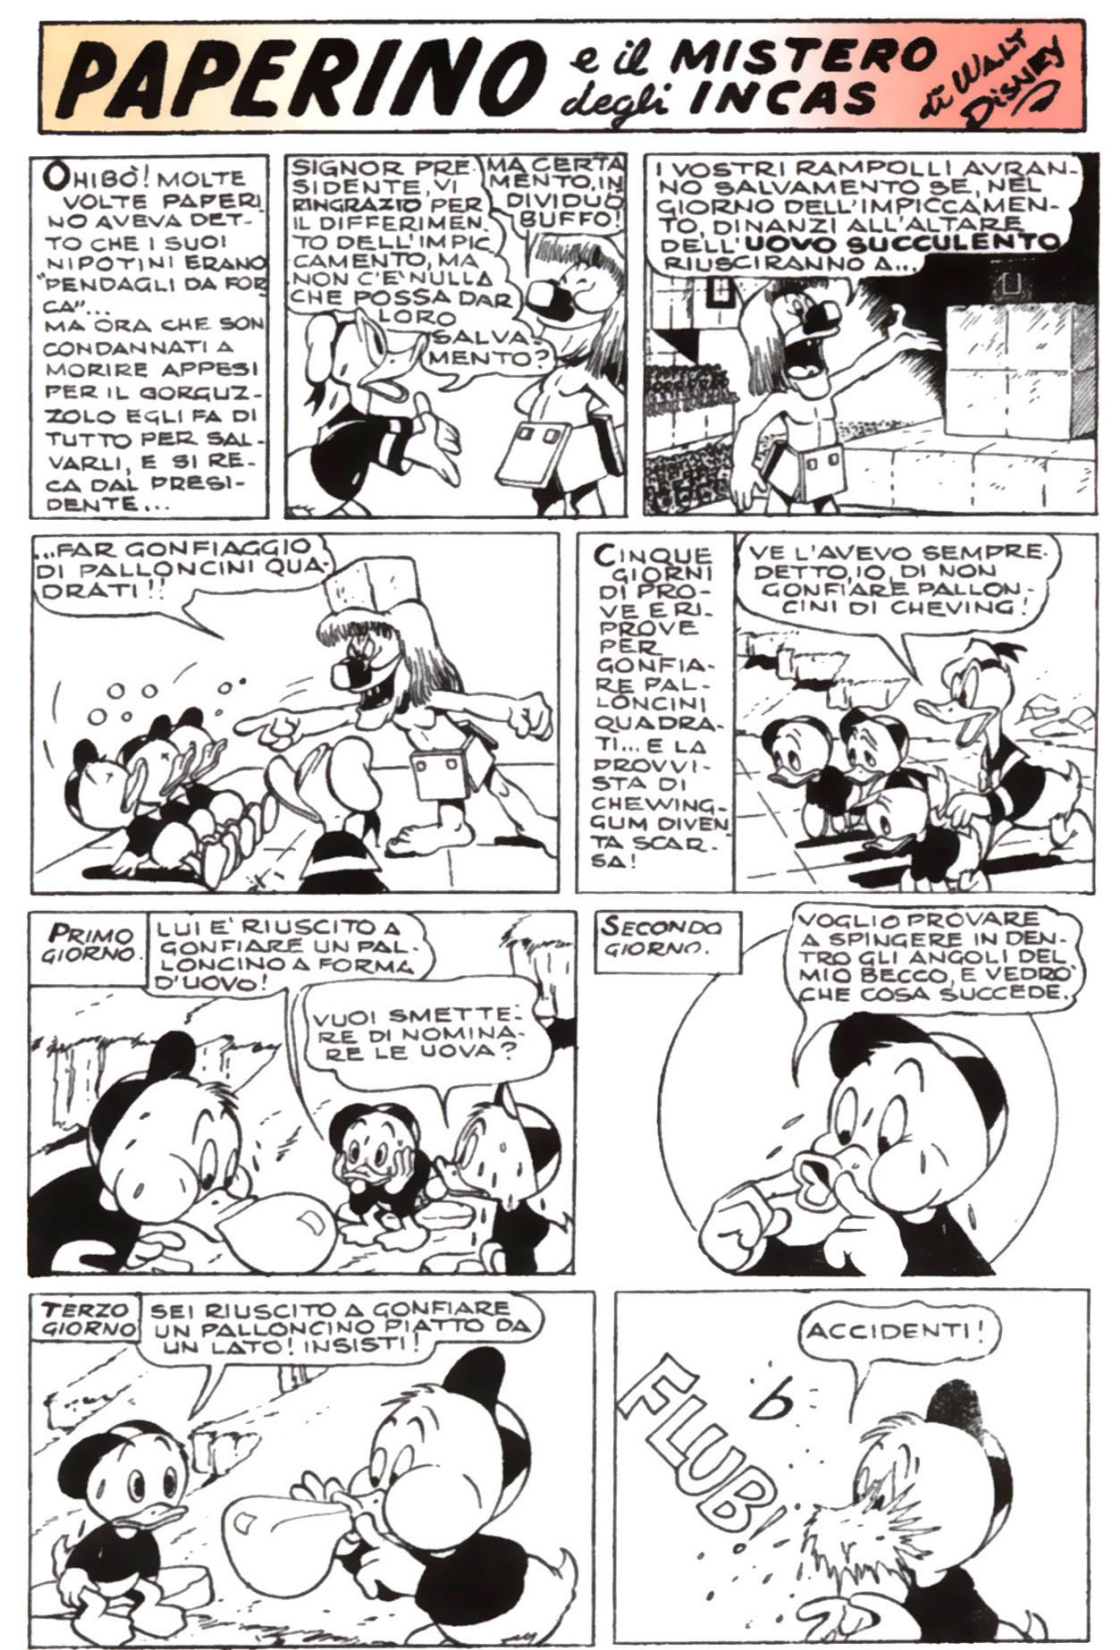 PAPERINO e il MISTERO
degli INCAS
di WALT
DISNEY
OHIBÒ! MOLTE
VOLTE PAPERI
NO AVEVA DET-
TO CHE I SUOI
NIPOTINI ERANO
"PENDAGLI DA FOR
CA"...
MA ORA CHE SON
CONDANNATI A
MORIRE APPESI
PER IL GORGUZ-
ZOLO EGLI FA DI
TUTTO PER SAL-
VARLI, E SI RE-
CA DAL PRESI-
DENTE...
SIGNOR PRE
SIDENTE, VI
RINGRAZIO PER
IL DIFFERIMEN
TO DELL'IMPIC
CAMENTO, MA
NON C'E' NULLA
CHE POSSA DAR
LORO
SALVA-
MENTO?
MA CERTA
MENTO, IN
DIVIDUO
BUFFO!
I VOSTRI RAMPOLLI AVRAN-
NO SALVAMENTO SE, NEL
GIORNO DELL'IMPICCAMEN-
TO, DINANZI ALL'ALTARE
DELL'UOVO SUCCULENTO
RIUSCIRANNO A...
...FAR GONFIAGGIO
DI PALLONCINI QUA-
DRATI!!
CINQUE
GIORNI
DI PRO-
VE E RI-
PROVE
PER
GONFIA-
RE PAL-
LONCINI
QUADRA-
TI... E LA
PROVVI-
STA DI
CHEWING-
GUM DIVEN
TA SCAR-
SA!
VE L'AVEVO SEMPRE
DETTO, IO, DI NON
GONFIARE PALLON-
CINI DI CHEVING!
PRIMO
GIORNO.
LUI E' RIUSCITO A
GONFIARE UN PAL-
LONCINO A FORMA
D'UOVO!
VUOI SMETTE-
RE DI NOMINA-
RE LE UOVA?
SECONDO
GIORNO.
VOGLIO PROVARE
A SPINGERE IN DEN-
TRO GLI ANGOLI DEL
MIO BECCO, E VEDRO'
CHE COSA SUCCEDE.
TERZO
GIORNO
SEI RIUSCITO A GONFIARE
UN PALLONCINO PIATTO DA
UN LATO! INSISTI!
ACCIDENTI!
FLUB!